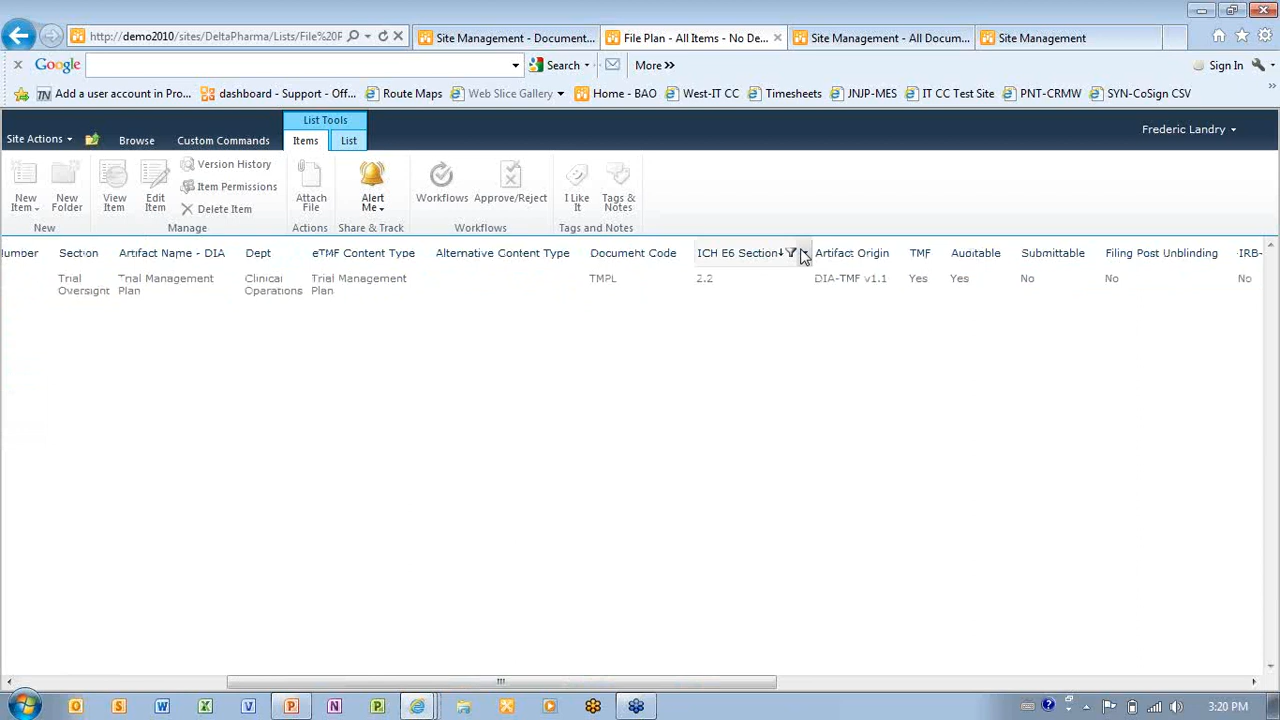 http://demo2010/sites/DeltaPharma/Lists/File%20F
Site Management - Document...
File Plan - All Items - No De...
Site Management - All Docum...
Site Management
Google
Search
More »
Sign In
Add a user account in Pro...
dashboard - Support - Off...
Route Maps
Web Slice Gallery
Home - BAO
West-IT CC
Timesheets
JNJP-MES
IT CC Test Site
PNT-CRMW
SYN-CoSign CSV
List Tools
Site Actions
Browse
Custom Commands
Items
List
Frederic Landry
New Item
New Folder
View Item
Edit Item
Version History
Item Permissions
Delete Item
Attach File
Alert Me
Workflows
Approve/Reject
I Like It
Tags & Notes
New
Manage
Actions
Share & Track
Workflows
Tags and Notes
Number
Section
Artifact Name - DIA
Dept
eTMF Content Type
Alternative Content Type
Document Code
ICH E6 Section
Artifact Origin
TMF
Auditable
Submittable
Filing Post Unblinding
IRB-
Trial Oversight
Trial Management Plan
Clinical Operations
Trial Management Plan
TMPL
2.2
DIA-TMF v1.1
Yes
Yes
No
No
No
3:20 PM